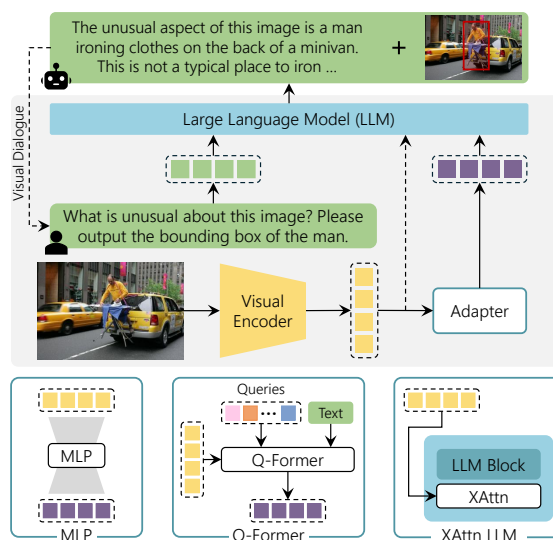 The unusual aspect of this image is a man
ironing clothes on the back of a minivan.
This is not a typical place to iron ...
+
Visual Dialogue
Large Language Model (LLM)
What is unusual about this image? Please
output the bounding box of the man.
Visual
Encoder
Adapter
MLP
MLP
Queries
Text
Q-Former
Q-Former
LLM Block
XAttn
XAttn LLM